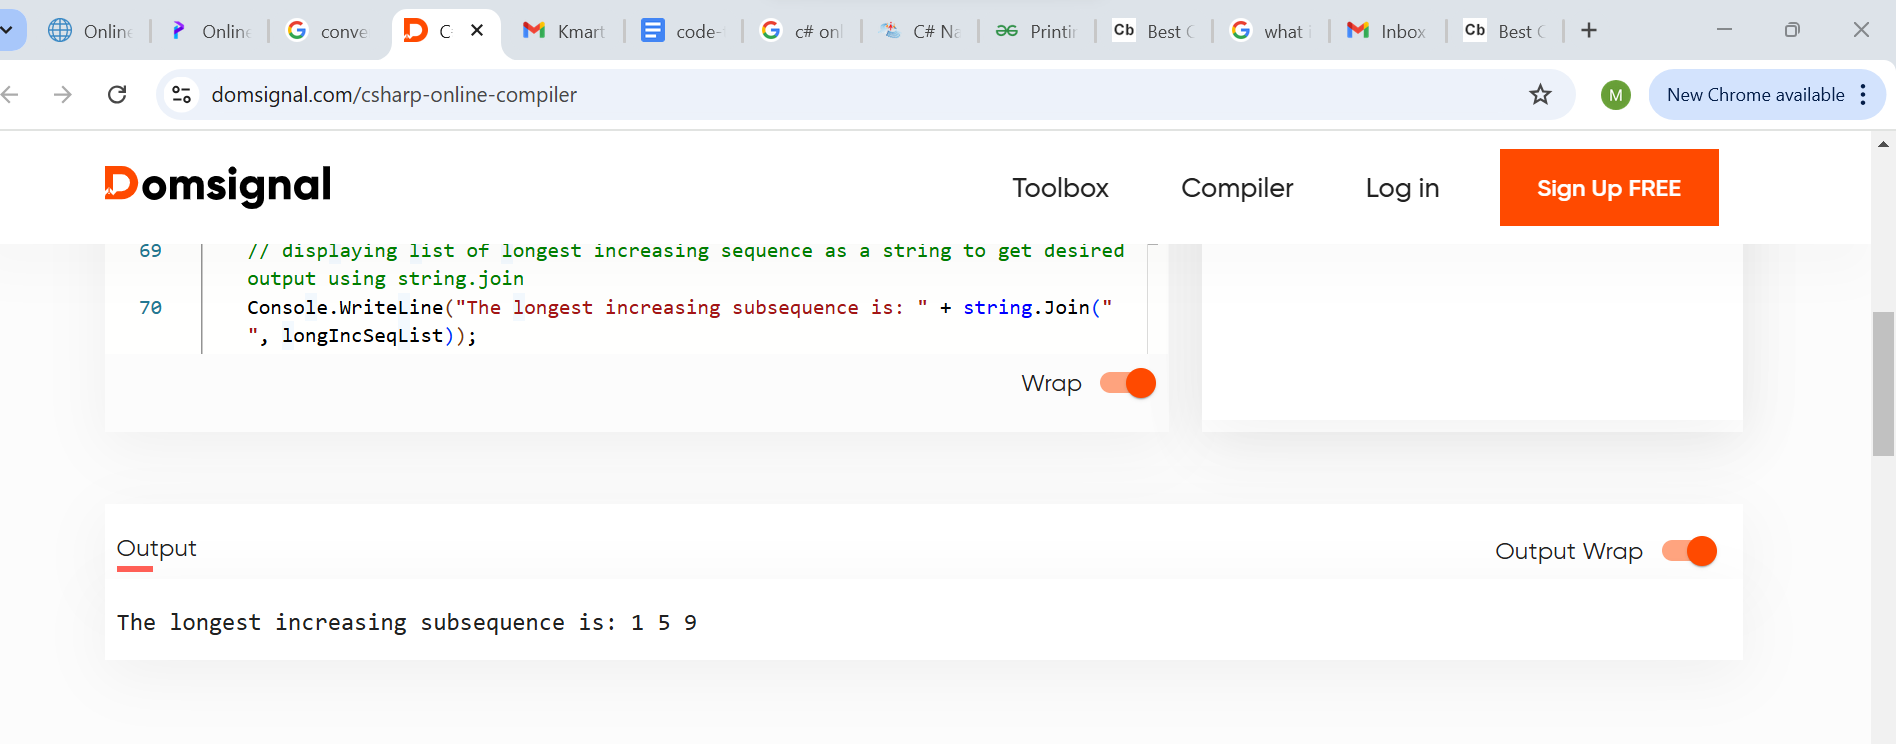 Online
Online
conve
C
Kmart
code-
c# onl
C# Na
Printi
Cb Best C
what i
Inbox
Cb Best C
domsignal.com/csharp-online-compiler
M
New Chrome available
Domsignal
Toolbox
Compiler
Log in
Sign Up FREE
69 // displaying list of longest increasing sequence as a string to get desired
output using string.join
70 Console.WriteLine("The longest increasing subsequence is: " + string.Join("
", longIncSeqList));
Wrap
Output
Output Wrap
The longest increasing subsequence is: 1 5 9